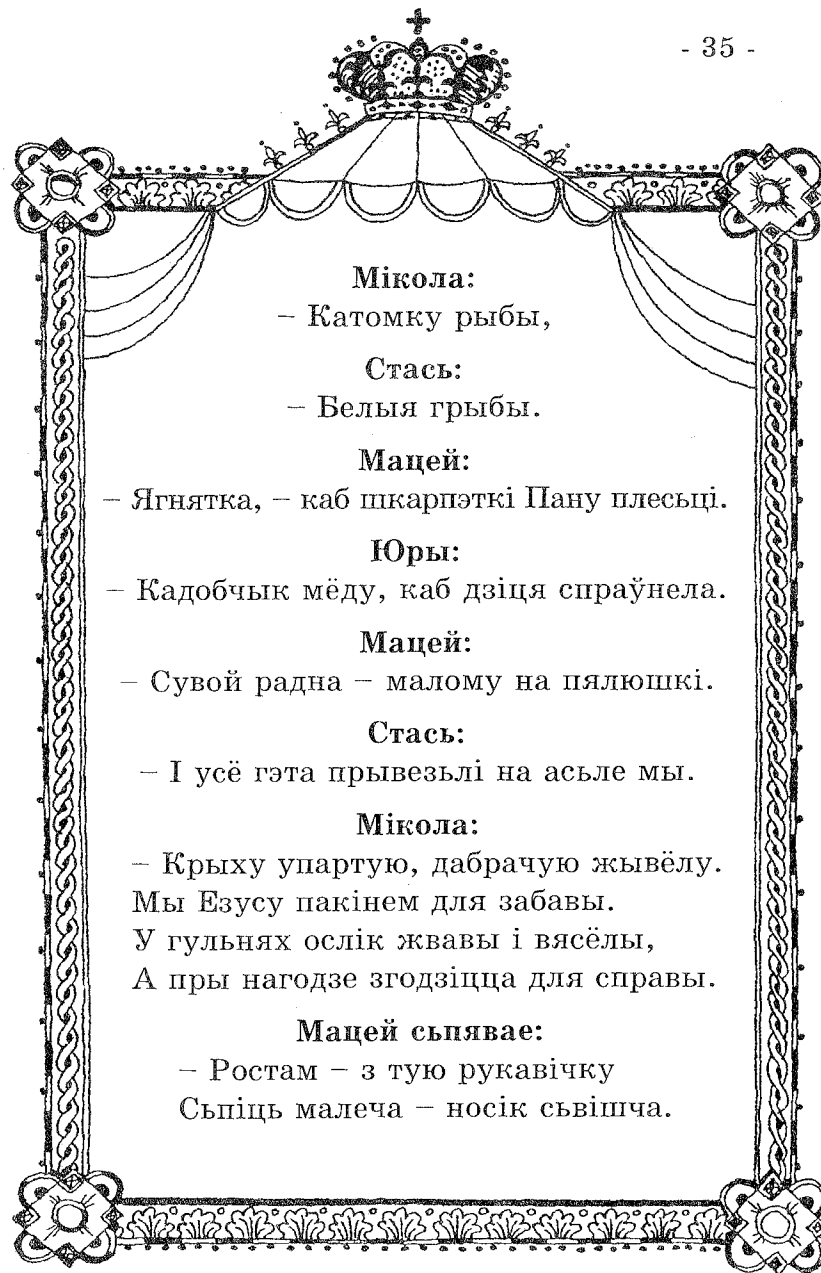 - 35 -
Мікола:
– Катомку рыбы,
Стась:
– Белыя грыбы.
Мацей:
– Ягнятка, – каб шкарпэткі Пану плесьці.
Юры:
– Кадобчык мёду, каб дзіця спраўнела.
Мацей:
– Сувой радна – малому на пялюшкі.
Стась:
– І усё гэта прывезьлі на асьле мы.
Мікола:
– Крыху упартую, дабрачую жывёлу.
Мы Езусу пакінем для забавы.
У гульнях ослік жвавы і вясёлы,
А пры нагодзе згодзіцца для справы.
Мацей сьпявае:
– Ростам – з тую рукавічку
Сьпіць малеча – носік сьвішча.